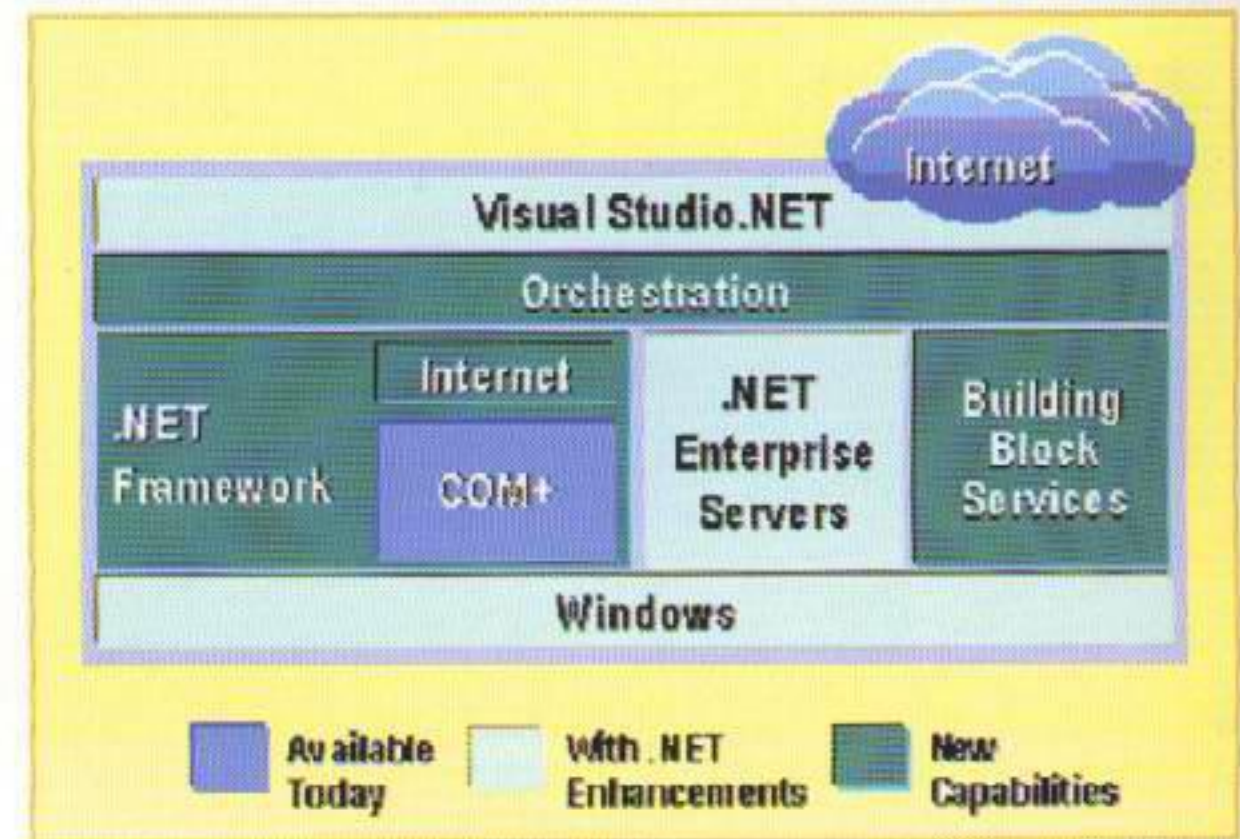 Internet
Visual Studio.NET
Orchestration
.NET
Framework
Internet
COM+
.NET
Enterprise
Servers
Building
Block
Services
Windows
Available
Today
With .NET
Enhancements
New
Capabilities